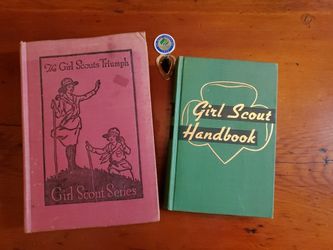 The Girl Scouts Triumph
Girl Scout Series
Girl Scout
Handbook